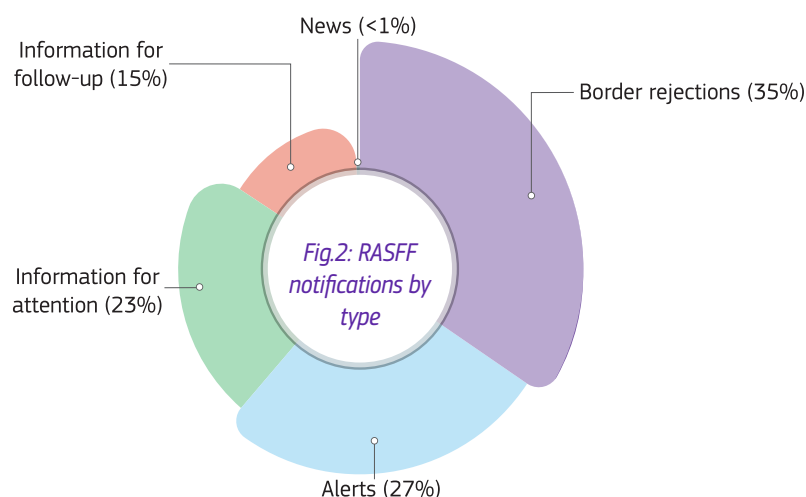 News (<1%)
Information for
follow-up (15%)
Border rejections (35%)
Fig.2: RASFF
notifications by
type
Information for
attention (23%)
Alerts (27%)